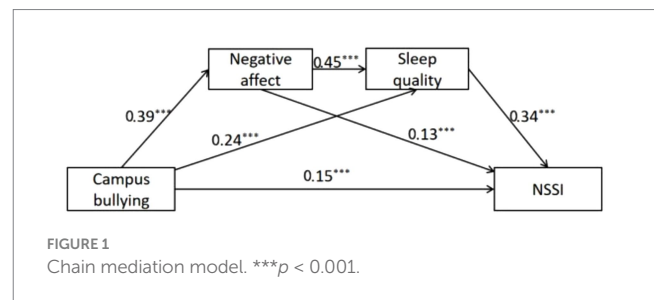 Negative
affect
0.45***
Sleep
quality
0.39***
0.24***
0.13***
0.34***
Campus
bullying
0.15***
NSSI
FIGURE 1
Chain mediation model. ***p < 0.001.